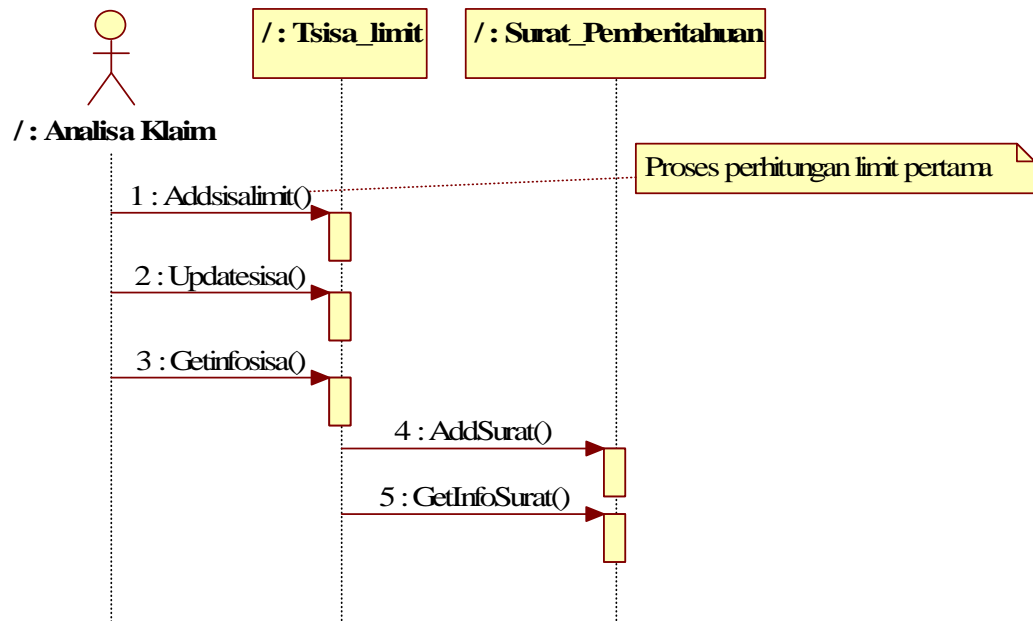 / : Tsisa_limit
/ : Surat_Pemberitahuan
/ : Analisa Klaim
Proses perhitungan limit pertama
1 : Addsisalimit()
2 : Updatesisa()
3 : Getinfosisa()
4 : AddSurat()
5 : GetInfoSurat()